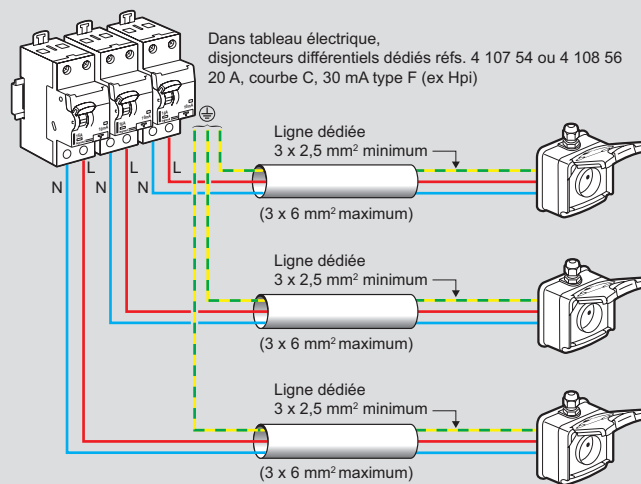 Dans tableau électrique,
disjoncteurs différentiels dédiés réfs. 4 107 54 ou 4 108 56
20 A, courbe C, 30 mA type F (ex Hpi)
L
L
L
N
N
N
Ligne dédiée
3 x 2,5 mm² minimum
(3 x 6 mm² maximum)
Ligne dédiée
3 x 2,5 mm² minimum
(3 x 6 mm² maximum)
Ligne dédiée
3 x 2,5 mm² minimum
(3 x 6 mm² maximum)